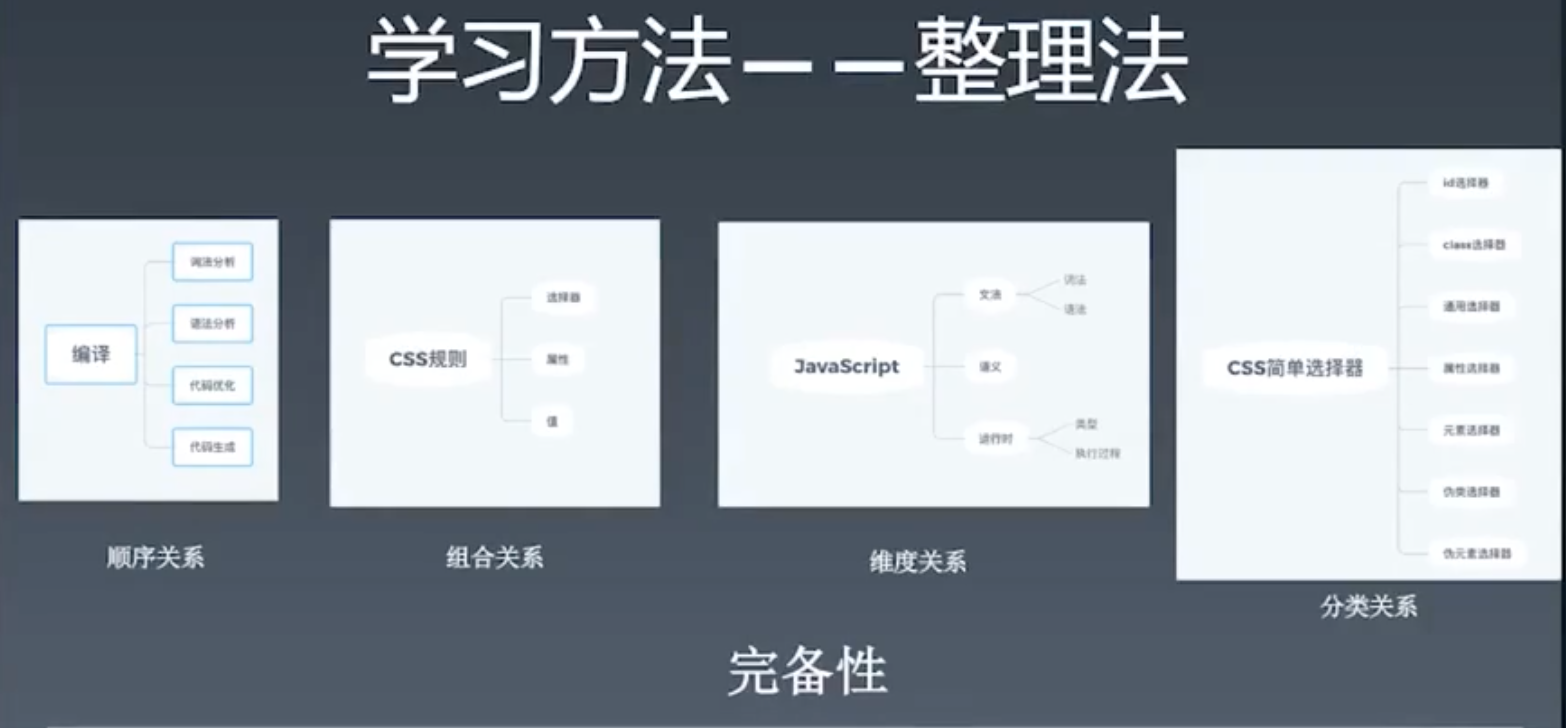 学习方法——整理法
编译
词法分析
语法分析
代码优化
代码生成
顺序关系
CSS规则
选择器
属性
值
组合关系
JavaScript
文法
词法
语法
语义
运行时
类型
执行过程
维度关系
CSS简单选择器
id选择器
class选择器
通用选择器
属性选择器
元素选择器
伪类选择器
伪元素选择器
分类关系
完备性